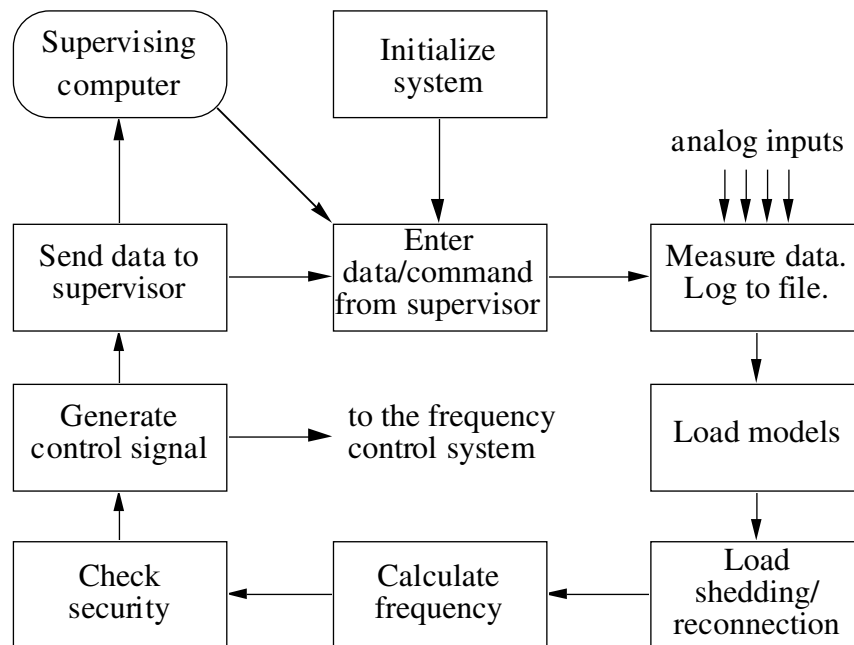 Supervising
computer
Initialize
system
analog inputs
Send data to
supervisor
Enter
data/command
from supervisor
Measure data.
Log to file.
Generate
control signal
to the frequency
control system
Load models
Check
security
Calculate
frequency
Load
shedding/
reconnection